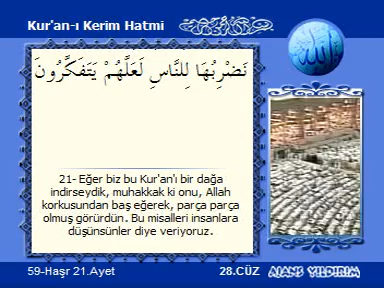 Kur'an-ı Kerim Hatmi
نَضْرِبُهَا لِلنَّاسِ لَعَلَّهُمْ يَتَفَكَّرُونَ
21- Eğer biz bu Kur'an'ı bir dağa
indirseydik, muhakkak ki onu, Allah
korkusundan baş eğerek, parça parça
olmuş görürdün. Bu misalleri insanlara
düşünsünler diye veriyoruz.
59-Haşr 21.Ayet
28.CÜZ
AJANS YILDIRIM